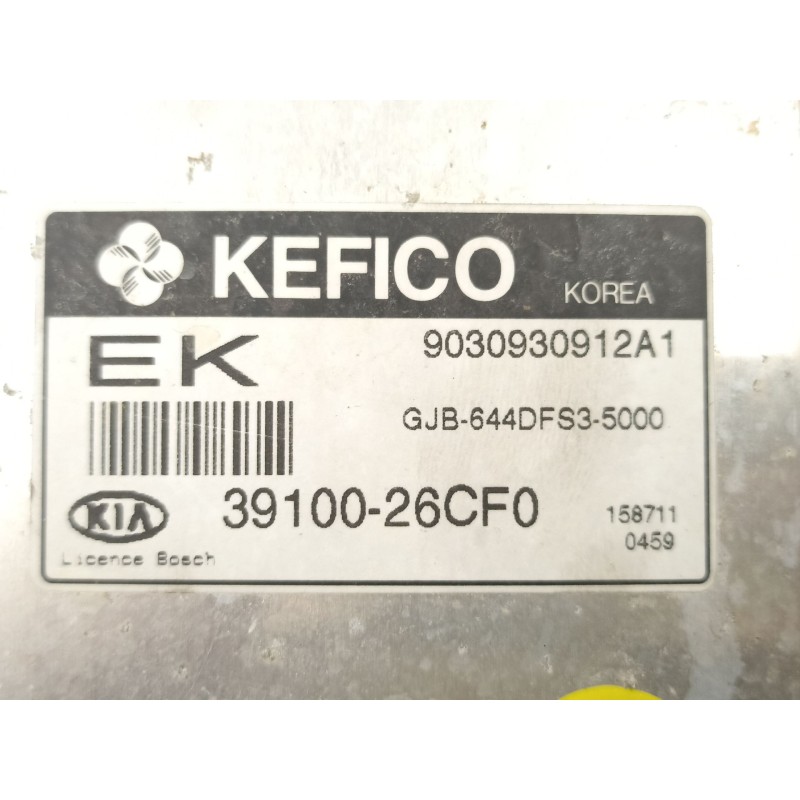 KEFICO KOREA
EK 9030930912A1
GJB-644DFS3-5000
KIA 39100-26CF0 158711
0459
Licence Bosch